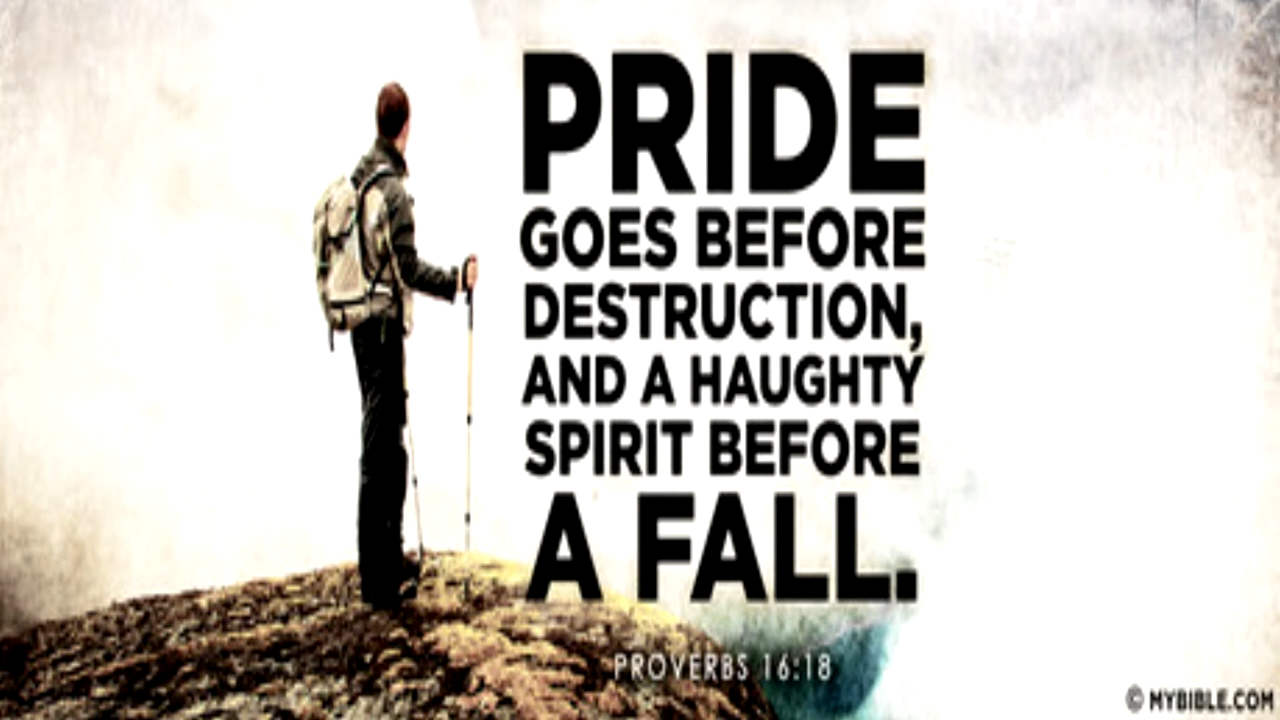 PRIDE
GOES BEFORE
DESTRUCTION,
AND A HAUGHTY
SPIRIT BEFORE
A FALL.
PROVERBS 16:18
© MYBIBLE.COM